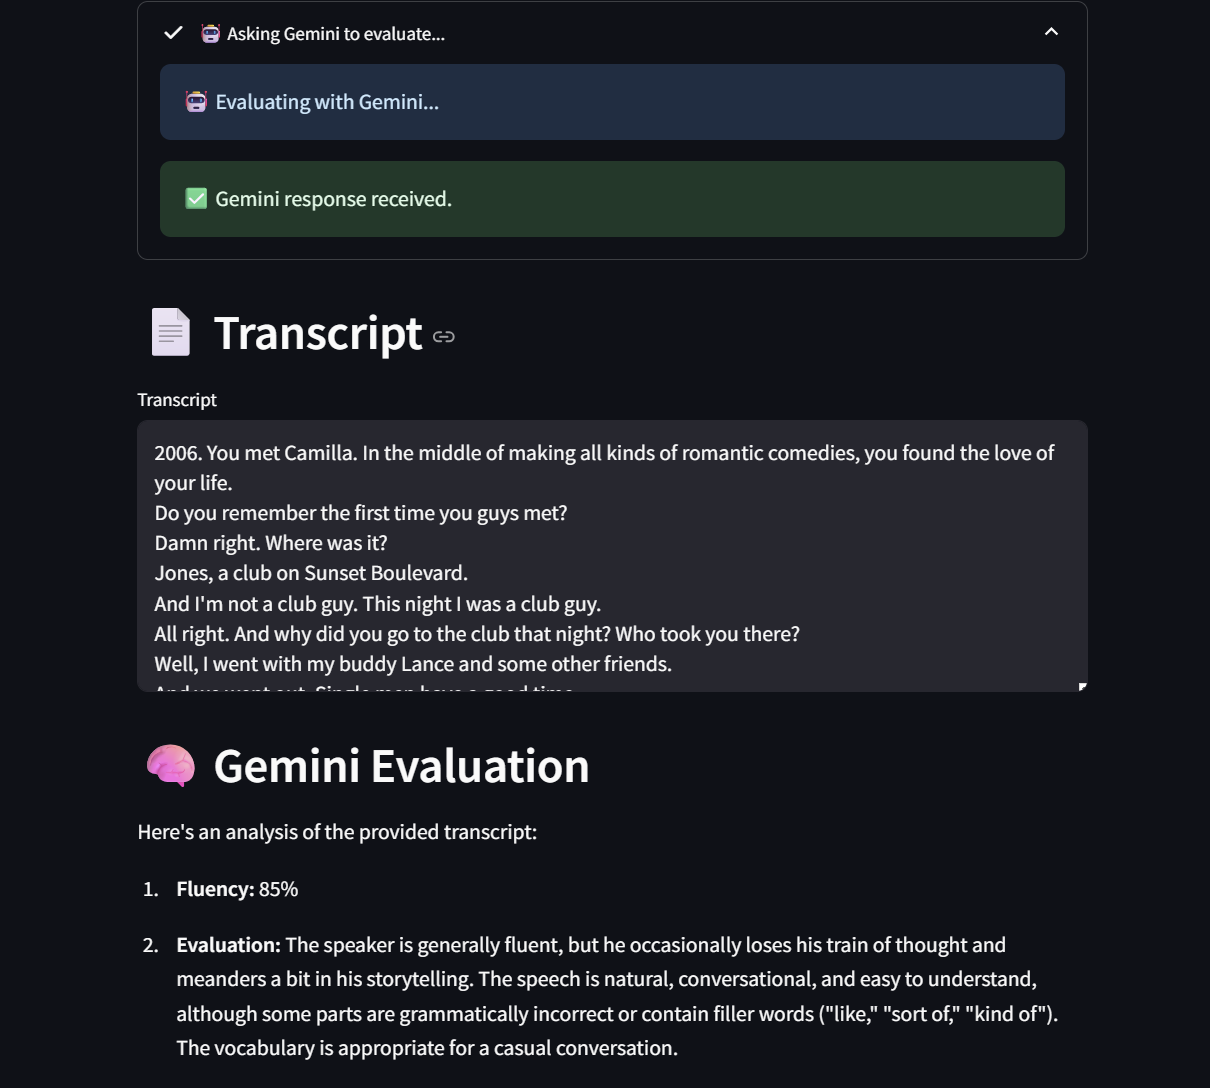 Asking Gemini to evaluate...
Evaluating with Gemini...
Gemini response received.
Transcript
Transcript
2006. You met Camilla. In the middle of making all kinds of romantic comedies, you found the love of
your life.
Do you remember the first time you guys met?
Damn right. Where was it?
Jones, a club on Sunset Boulevard.
And I'm not a club guy. This night I was a club guy.
All right. And why did you go to the club that night? Who took you there?
Well, I went with my buddy Lance and some other friends.
Gemini Evaluation
Here's an analysis of the provided transcript:
1. Fluency: 85%
2. Evaluation: The speaker is generally fluent, but he occasionally loses his train of thought and
meanders a bit in his storytelling. The speech is natural, conversational, and easy to understand,
although some parts are grammatically incorrect or contain filler words ("like," "sort of," "kind of").
The vocabulary is appropriate for a casual conversation.